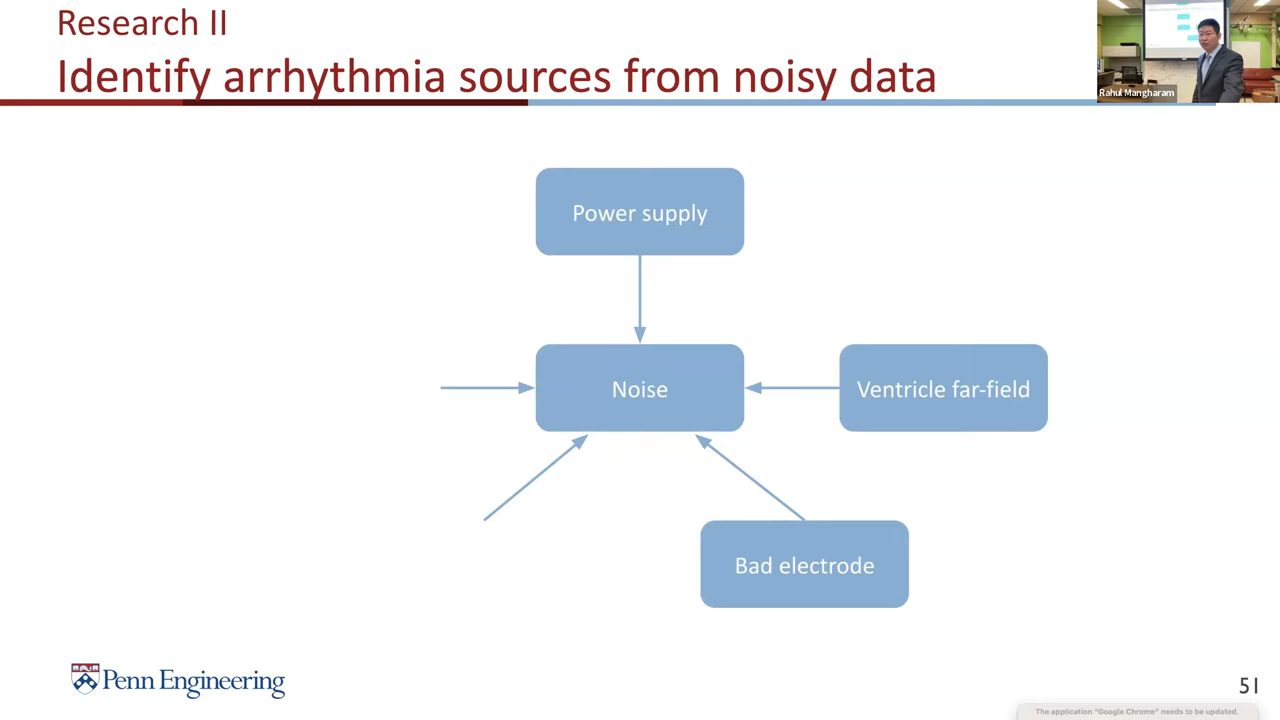 Research II
Identify arrhythmia sources from noisy data
Rahul Mangharam
Power supply
Noise
Ventricle far-field
Bad electrode
Penn Engineering
51
The application "Google Chrome" needs to be updated.